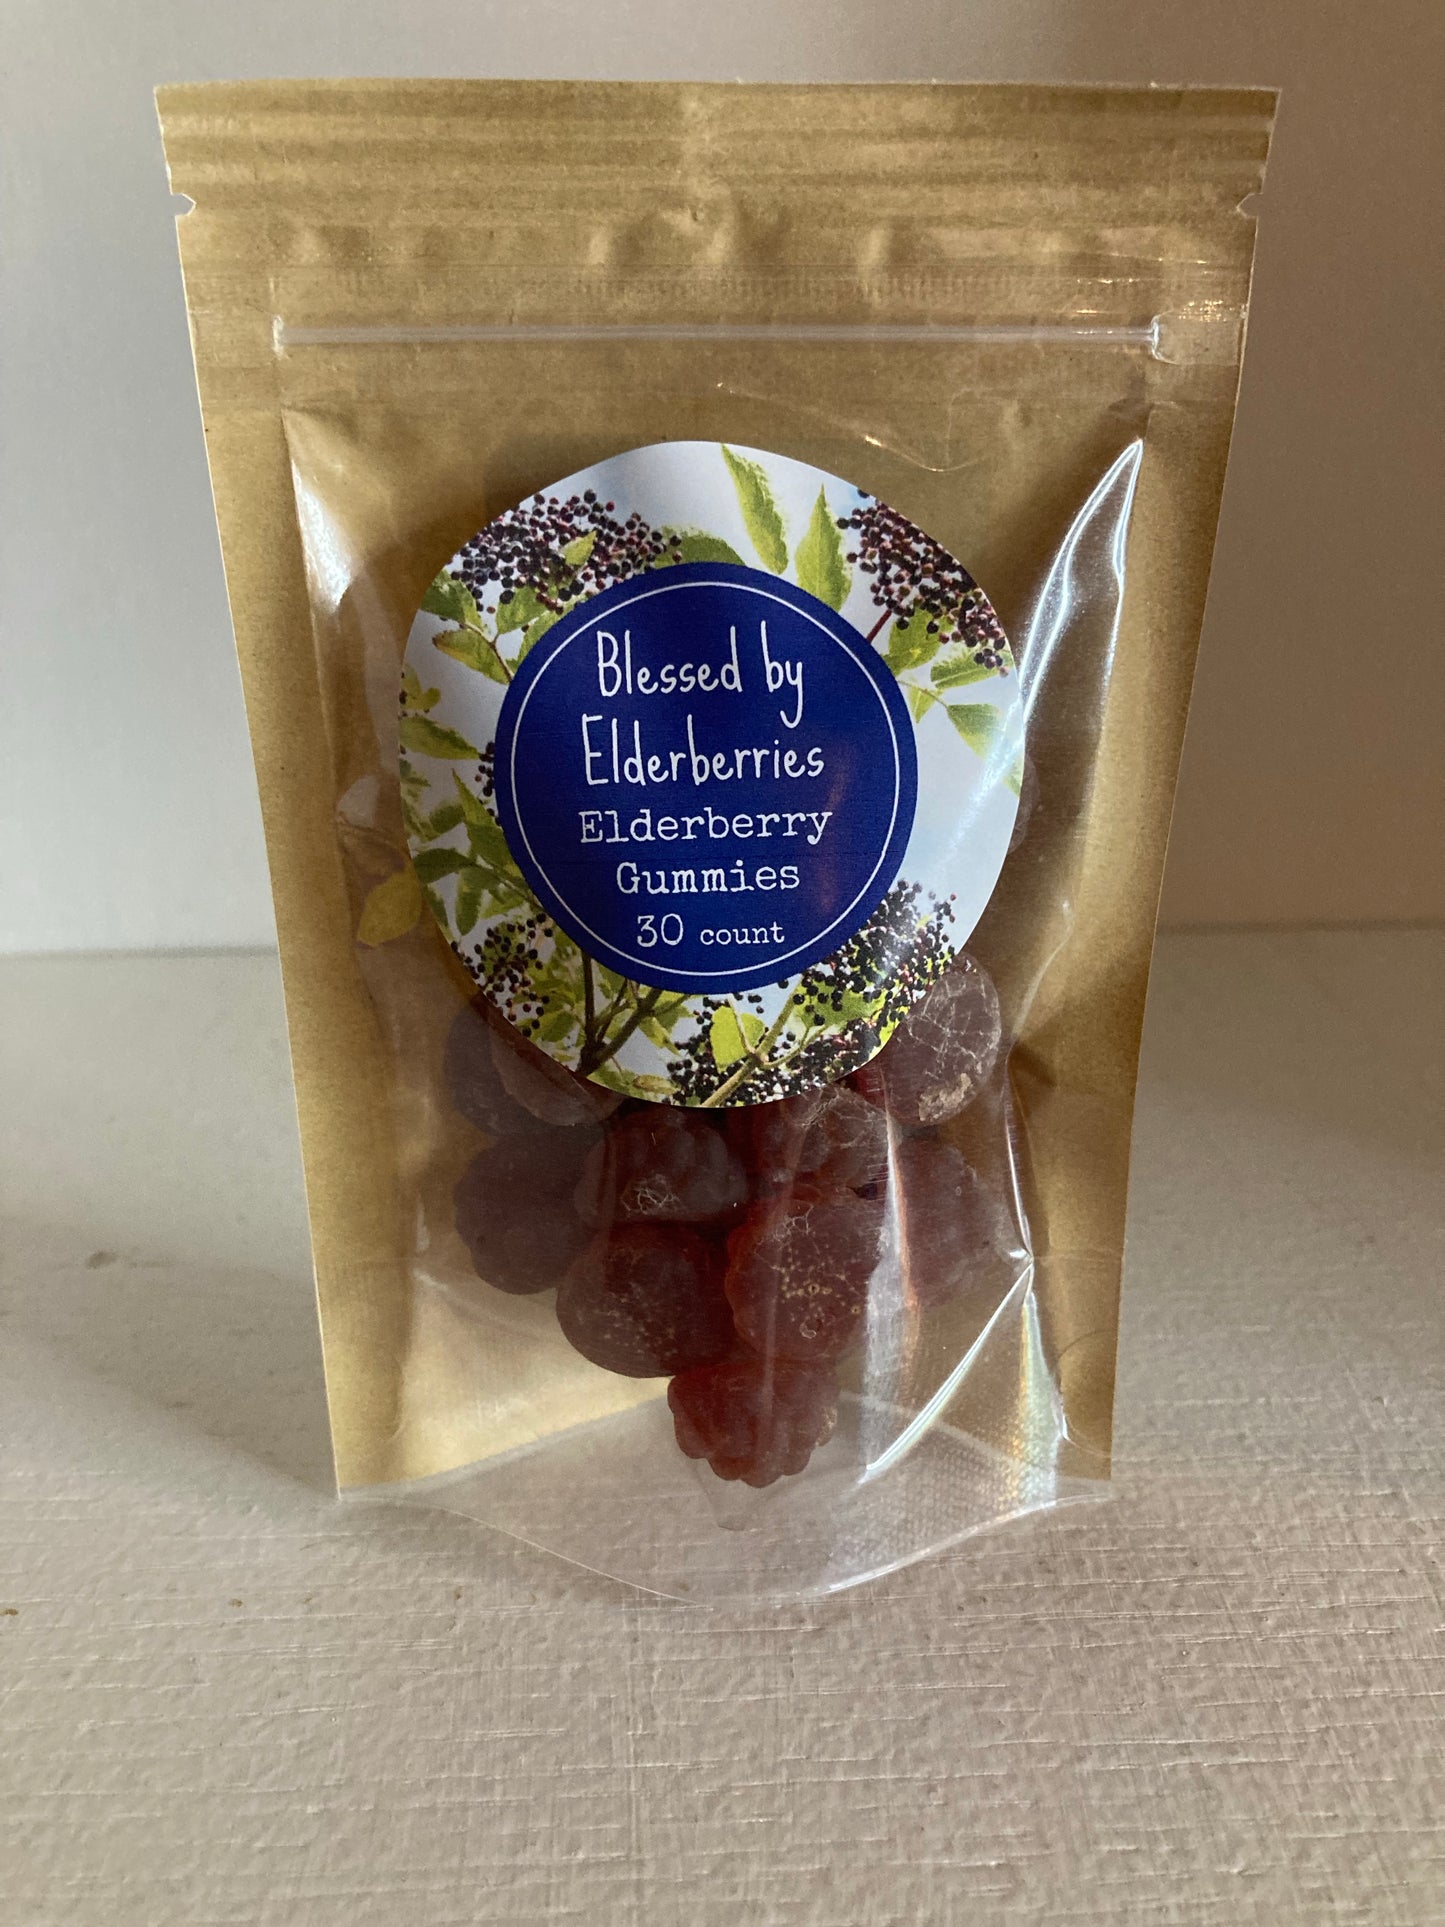 Blessed by
Elderberries
Elderberry
Gummies
30 count